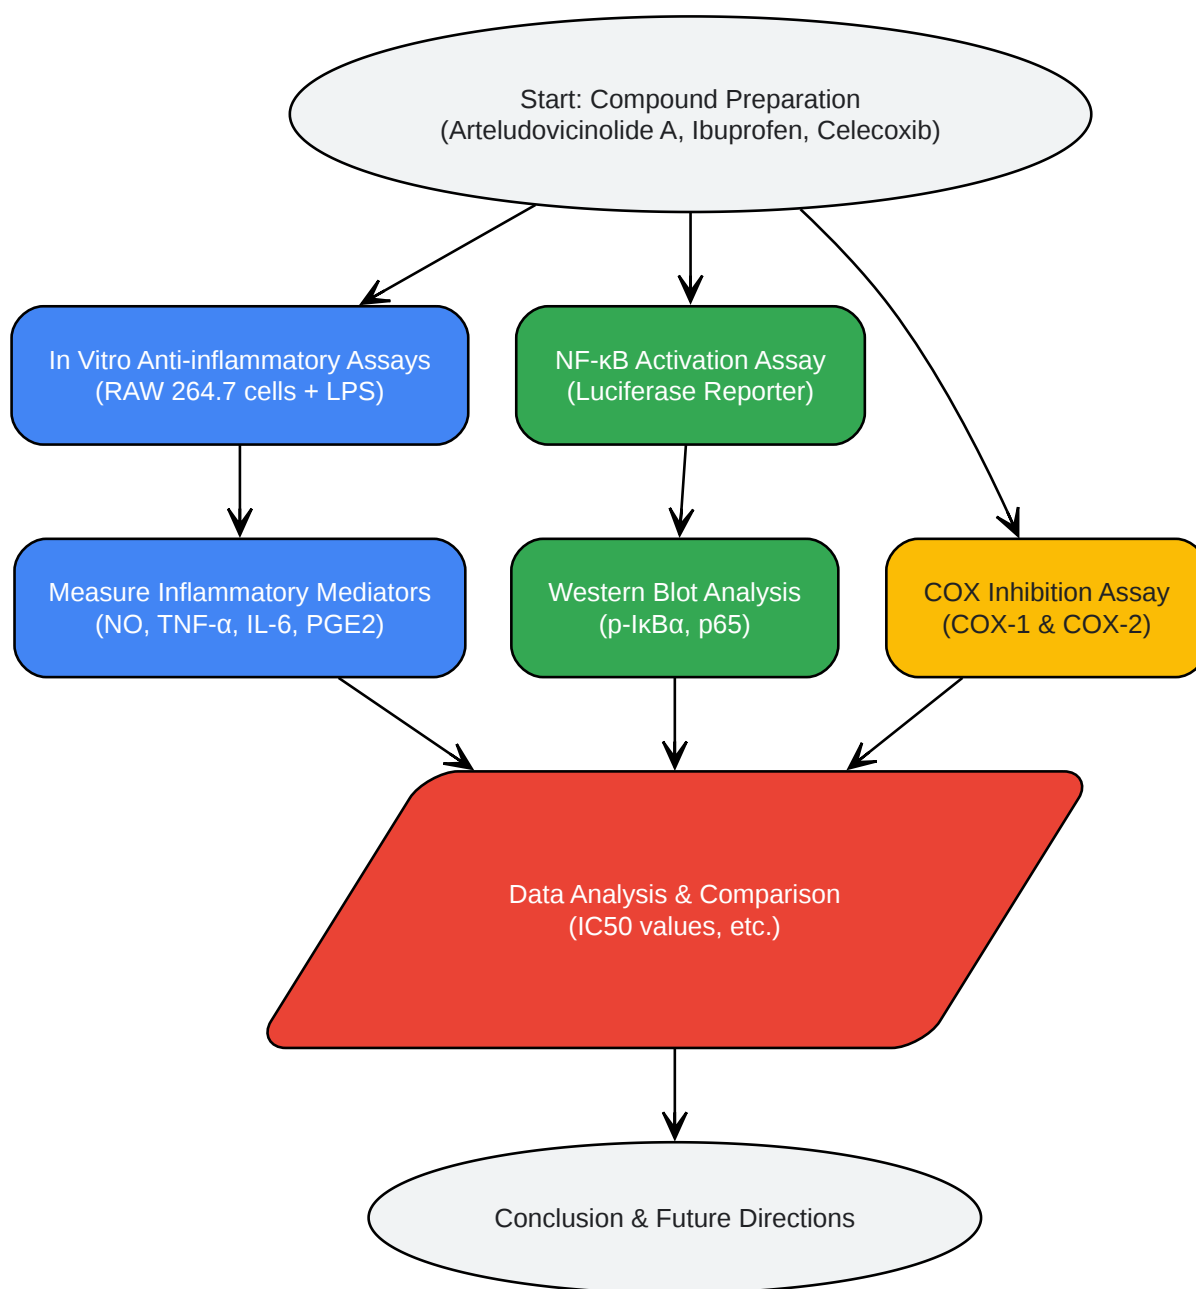 Start: Compound Preparation
(Arteludovicinolide A, Ibuprofen, Celecoxib)
In Vitro Anti-inflammatory Assays
(RAW 264.7 cells + LPS)
NF-κB Activation Assay
(Luciferase Reporter)
Measure Inflammatory Mediators
(NO, TNF-α, IL-6, PGE2)
Western Blot Analysis
(p-IκBα, p65)
COX Inhibition Assay
(COX-1 & COX-2)
Data Analysis & Comparison
(IC50 values, etc.)
Conclusion & Future Directions